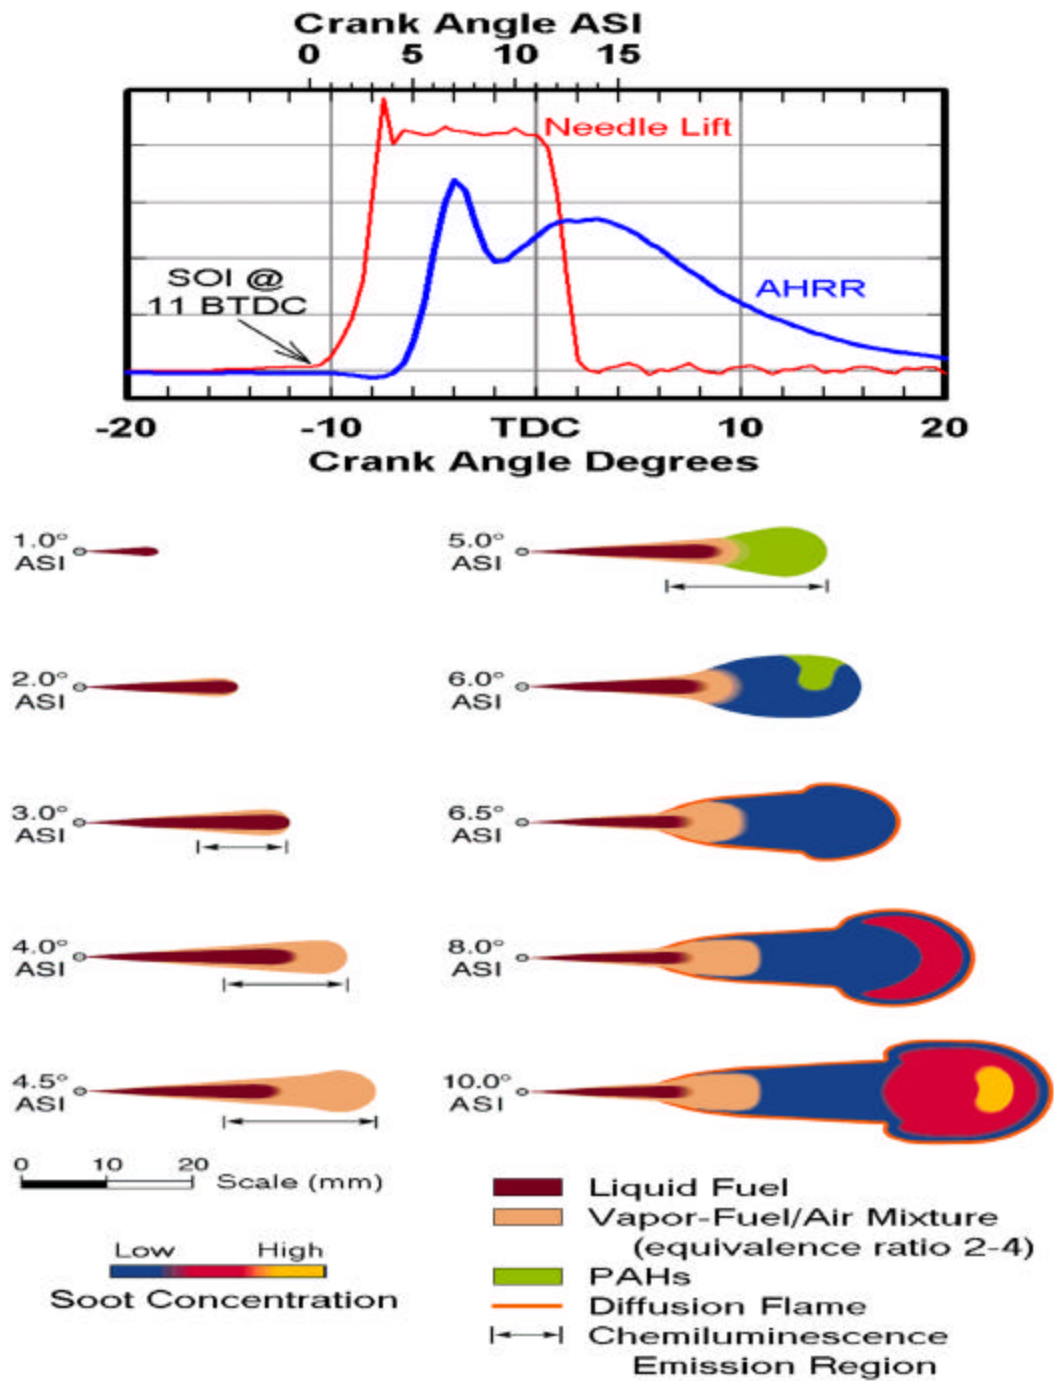 Crank Angle ASI
0 5 10 15
Needle Lift
SOI @
11 BTDC
AHRR
-20 -10 TDC 10 20
Crank Angle Degrees
1.0°
ASI
5.0°
ASI
2.0°
ASI
6.0°
ASI
3.0°
ASI
6.5°
ASI
4.0°
ASI
8.0°
ASI
4.5°
ASI
10.0°
ASI
0 10 20
Scale (mm)
Low High
Soot Concentration
Liquid Fuel
Vapor-Fuel/Air Mixture
(equivalence ratio 2-4)
PAHs
Diffusion Flame
Chemiluminescence
Emission Region